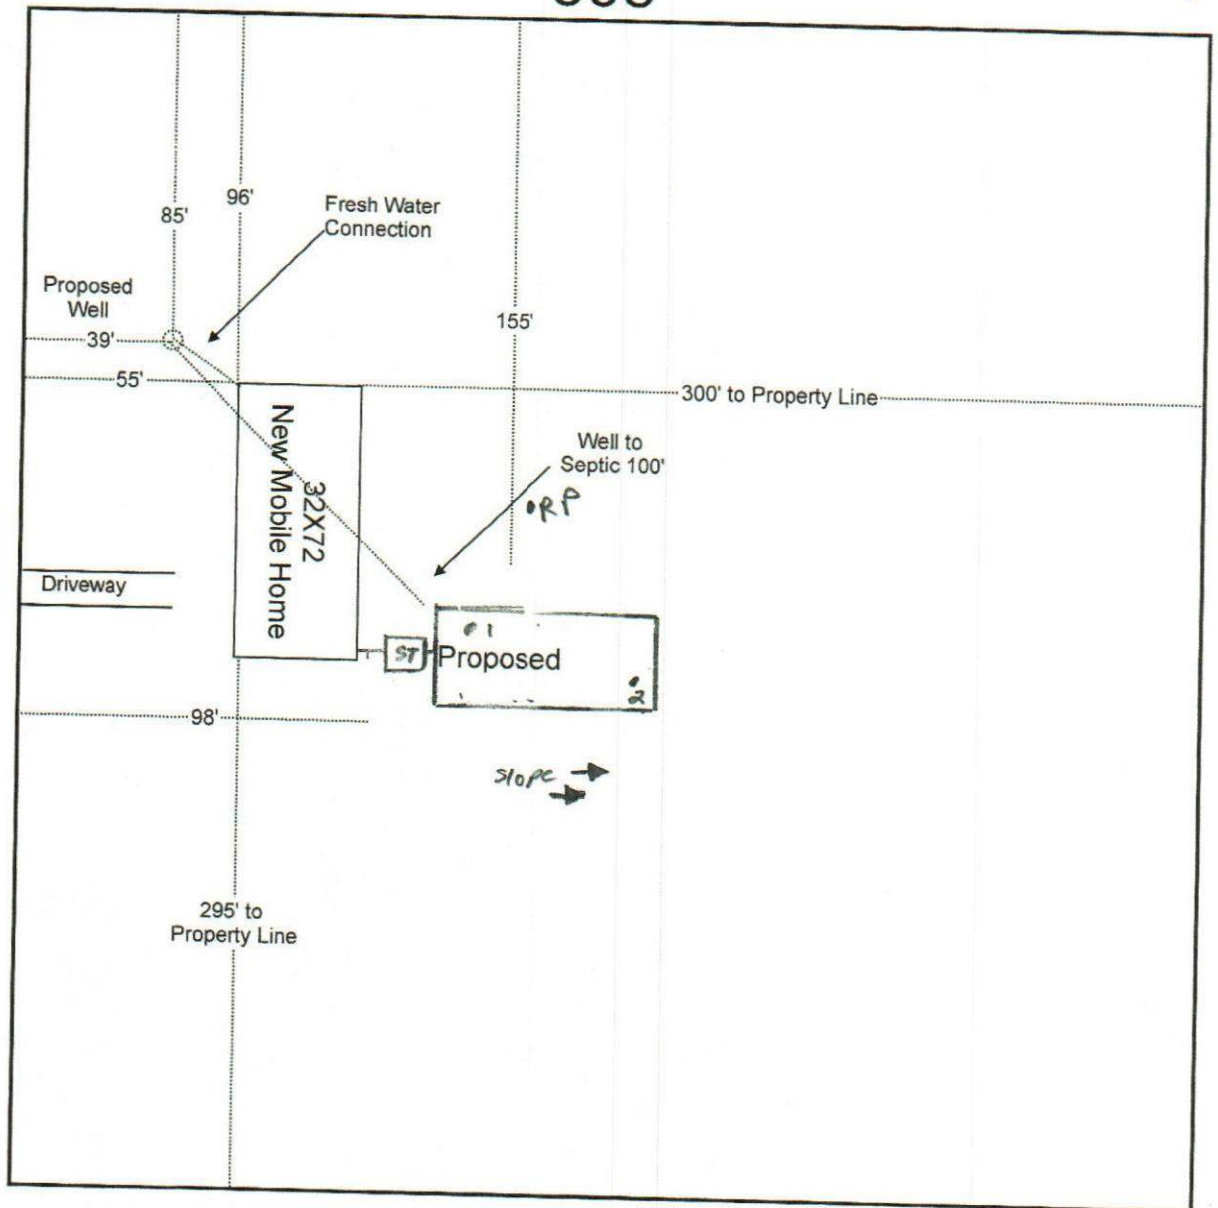 85'
96'
Fresh Water
Connection
Proposed
Well
39'
155'
55'
300' to Property Line
Well to
Septic 100'
RP
32X72
New Mobile Home
Driveway
1
ST
Proposed
2
98'
slope
295' to
Property Line